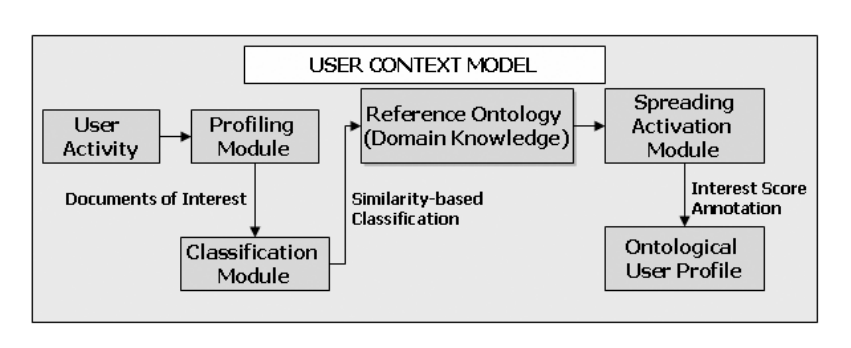 USER CONTEXT MODEL
User
Activity
Profiling
Module
Reference Ontology
(Domain Knowledge)
Spreading
Activation
Module
Documents of Interest
Similarity-based
Classification
Interest Score
Annotation
Classification
Module
Ontological
User Profile